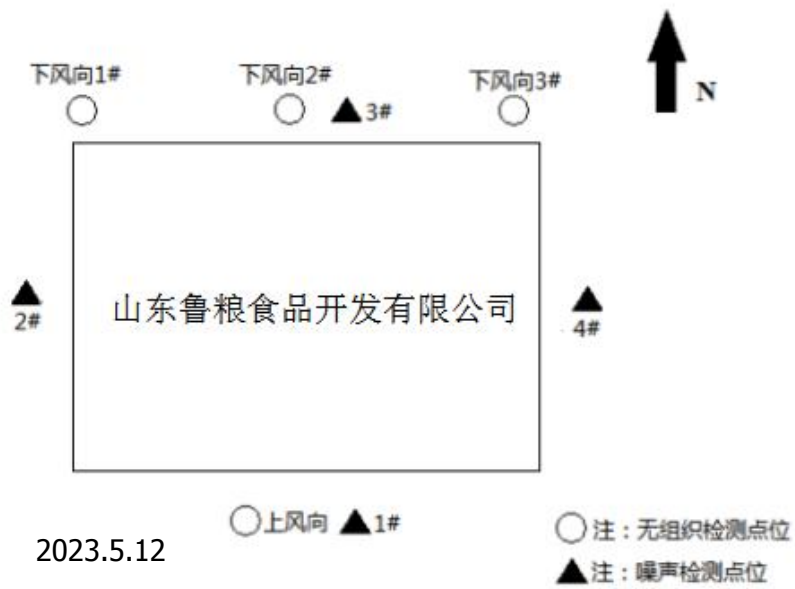 下风向1#
下风向2#
下风向3#
N
3#
2#
山东鲁粮食品开发有限公司
4#
上风向
1#
注：无组织检测点位
2023.5.12
注：噪声检测点位